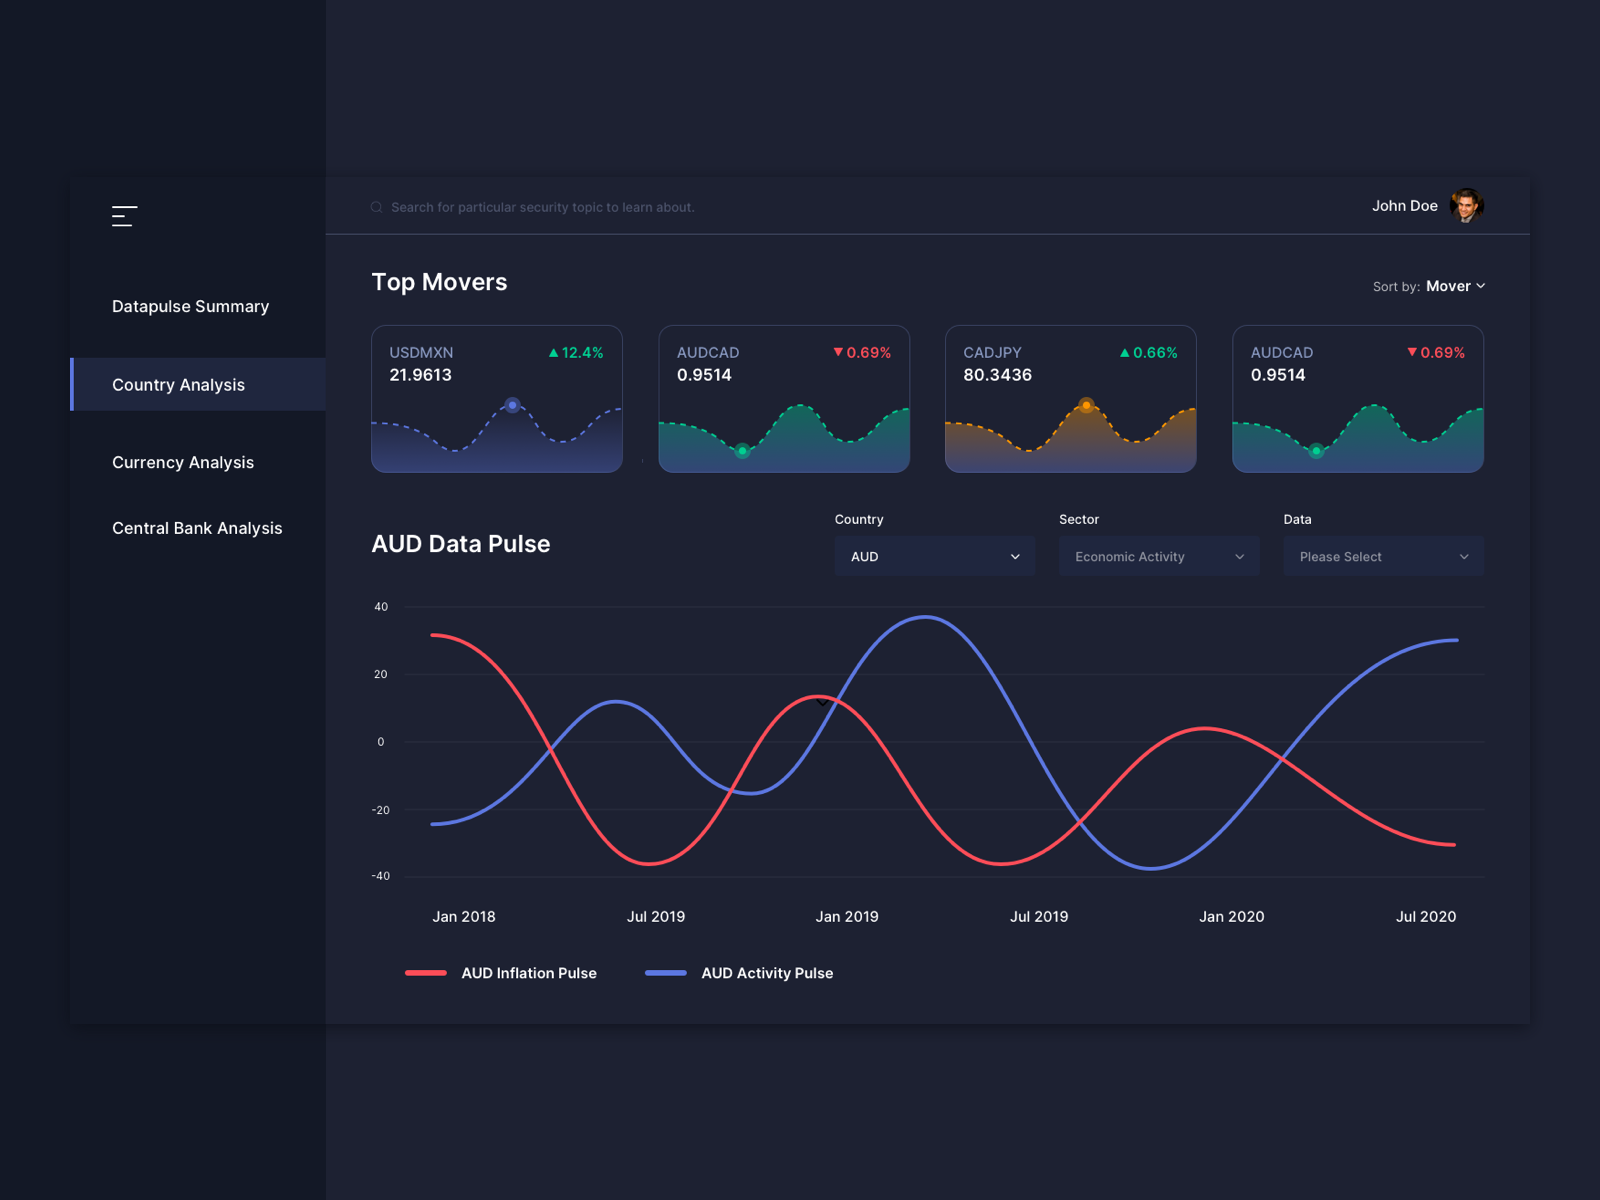 Search for particular security topic to learn about.
John Doe
Datapulse Summary
Country Analysis
Currency Analysis
Central Bank Analysis
Top Movers
Sort by: Mover
USDMXN ▲12.4%
21.9613
AUDCAD ▼0.69%
0.9514
CADJPY ▲0.66%
80.3436
AUDCAD ▼0.69%
0.9514
AUD Data Pulse
Country
AUD
Sector
Economic Activity
Data
Please Select
40
20
0
-20
-40
Jan 2018 Jul 2019 Jan 2019 Jul 2019 Jan 2020 Jul 2020
AUD Inflation Pulse AUD Activity Pulse